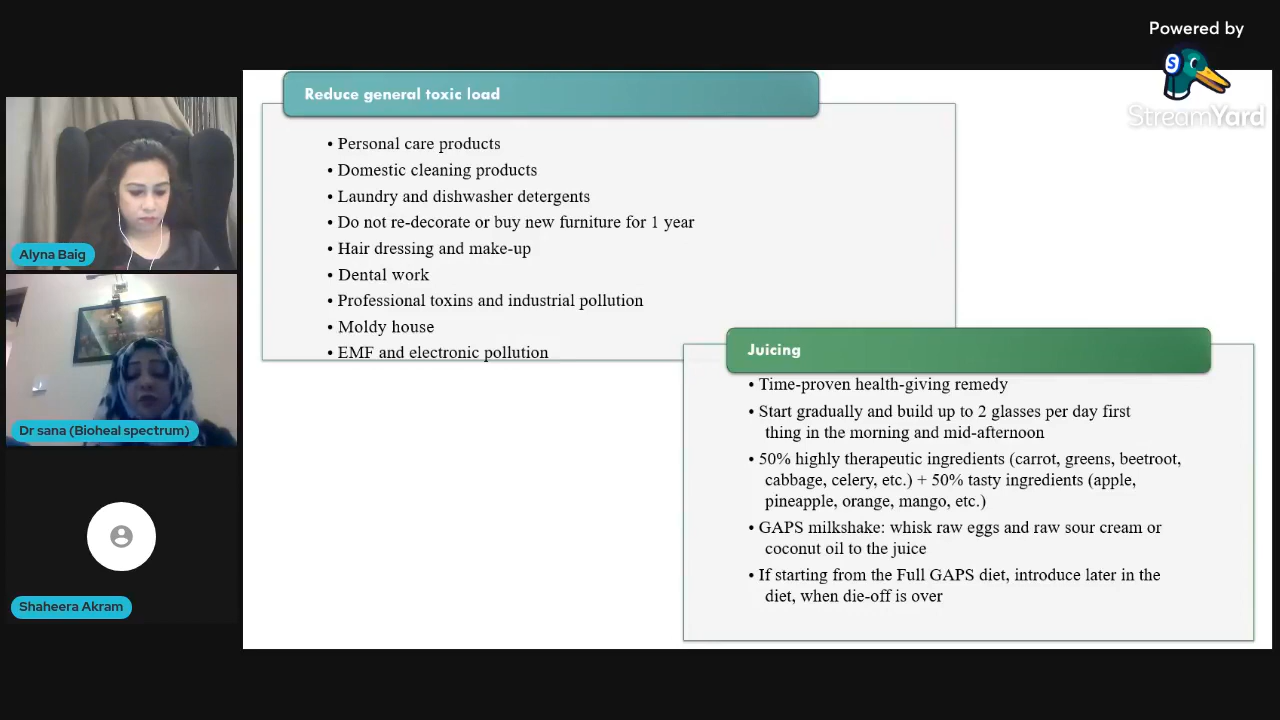 Powered by
S
StreamYard
Alyna Baig
Dr sana (Bioheal spectrum)
Shaheera Akram
Reduce general toxic load
• Personal care products
• Domestic cleaning products
• Laundry and dishwasher detergents
• Do not re-decorate or buy new furniture for 1 year
• Hair dressing and make-up
• Dental work
• Professional toxins and industrial pollution
• Moldy house
• EMF and electronic pollution
Juicing
• Time-proven health-giving remedy
• Start gradually and build up to 2 glasses per day first
thing in the morning and mid-afternoon
• 50% highly therapeutic ingredients (carrot, greens, beetroot,
cabbage, celery, etc.) + 50% tasty ingredients (apple,
pineapple, orange, mango, etc.)
• GAPS milkshake: whisk raw eggs and raw sour cream or
coconut oil to the juice
• If starting from the Full GAPS diet, introduce later in the
diet, when die-off is over